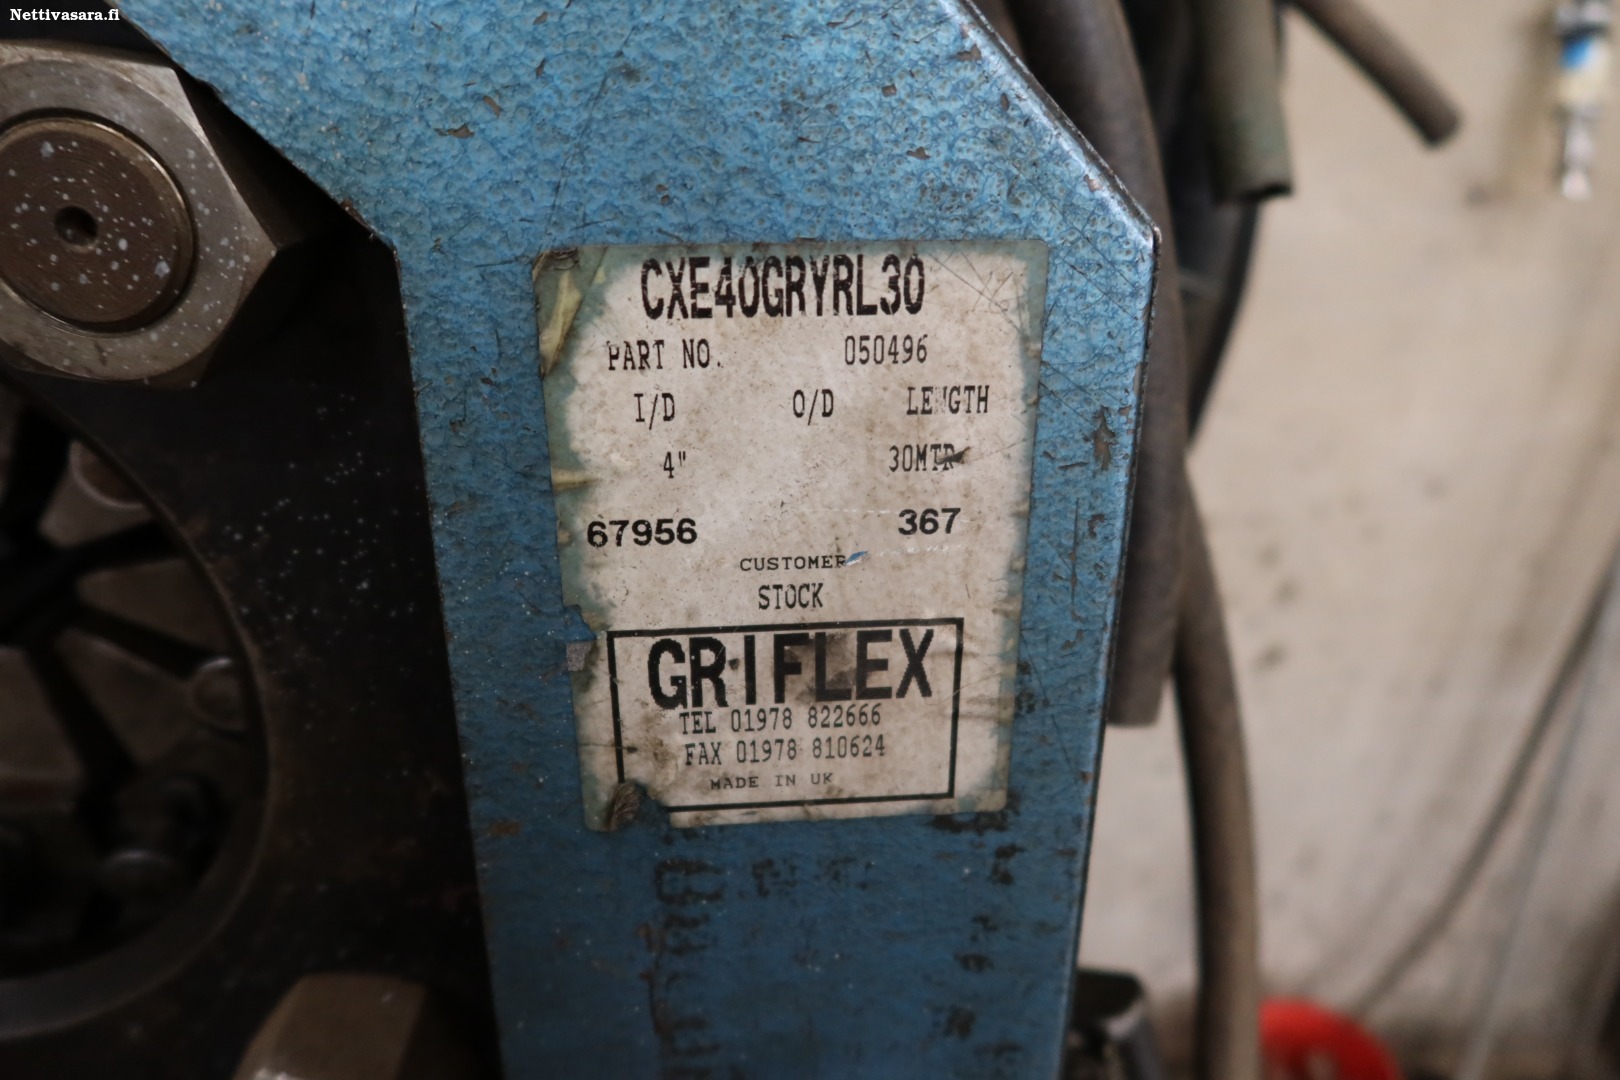 Nettivasara.fi
CXE40GRYRL30
PART NO. 050496
I/D O/D LENGTH
4" 30MTR
67956 367
CUSTOMER
STOCK
GRIFLEX
TEL 01978 822666
FAX 01978 810624
MADE IN UK